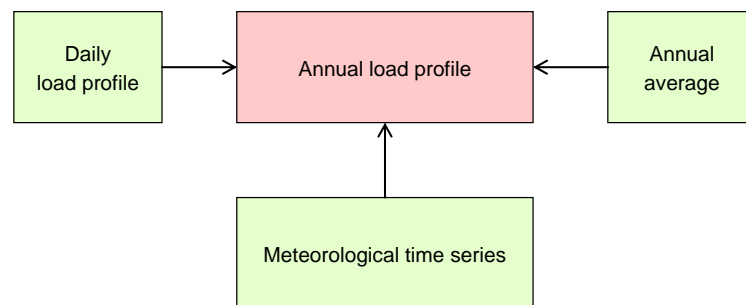 Daily
load profile
Annual load profile
Annual
average
Meteorological time series